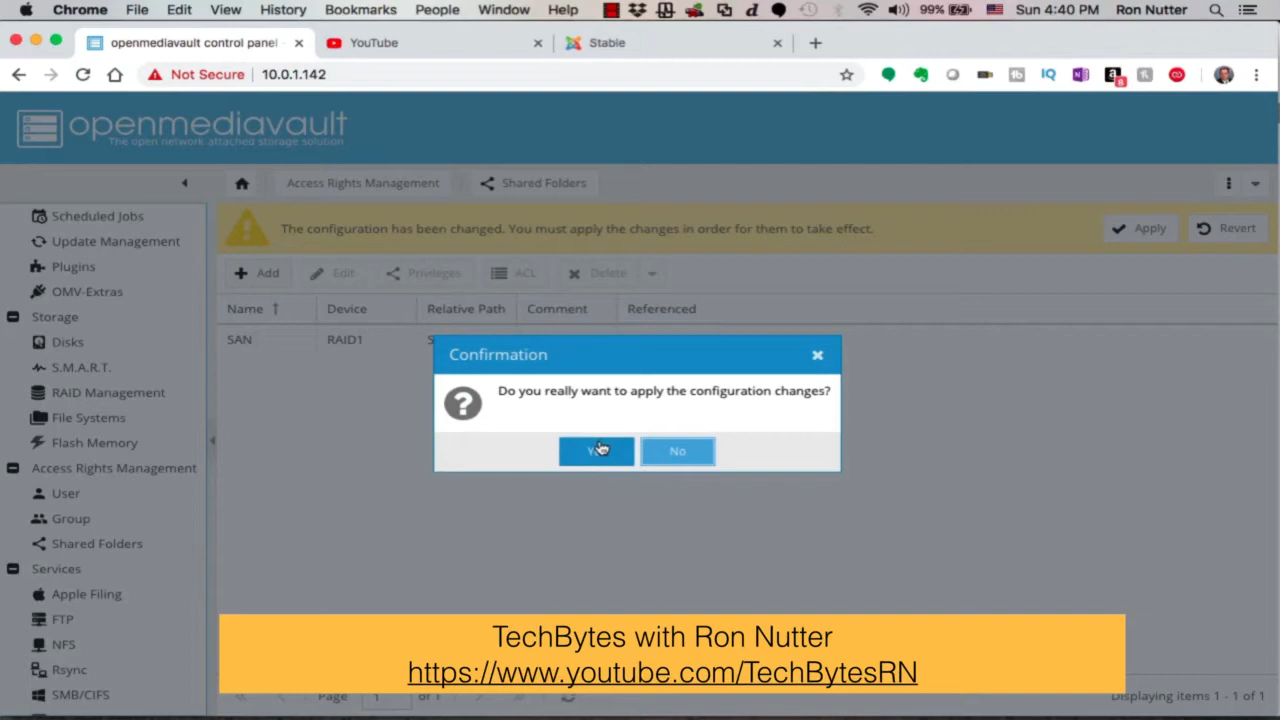 Chrome File Edit View History Bookmarks People Window Help 99% Sun 4:40 PM Ron Nutter
openmediavault control panel YouTube Stable
Not Secure 10.0.1.142
openmediavault
The open network attached storage solution
Access Rights Management Shared Folders
Scheduled Jobs
The configuration has been changed. You must apply the changes in order for them to take effect. Apply Revert
Update Management
Plugins
Add Edit Privileges ACL Delete
OMV-Extras
Name Device Relative Path Comment Referenced
Storage
Disks
SAN RAID1 S
Confirmation
S.M.A.R.T.
RAID Management
Do you really want to apply the configuration changes?
File Systems
Flash Memory
No
Access Rights Management
User
Group
Shared Folders
Services
Apple Filing
FTP
NFS
Rsync
SMB/CIFS
TechBytes with Ron Nutter
https://www.youtube.com/TechBytesRN
Page 1 of 1 Displaying items 1 - 1 of 1